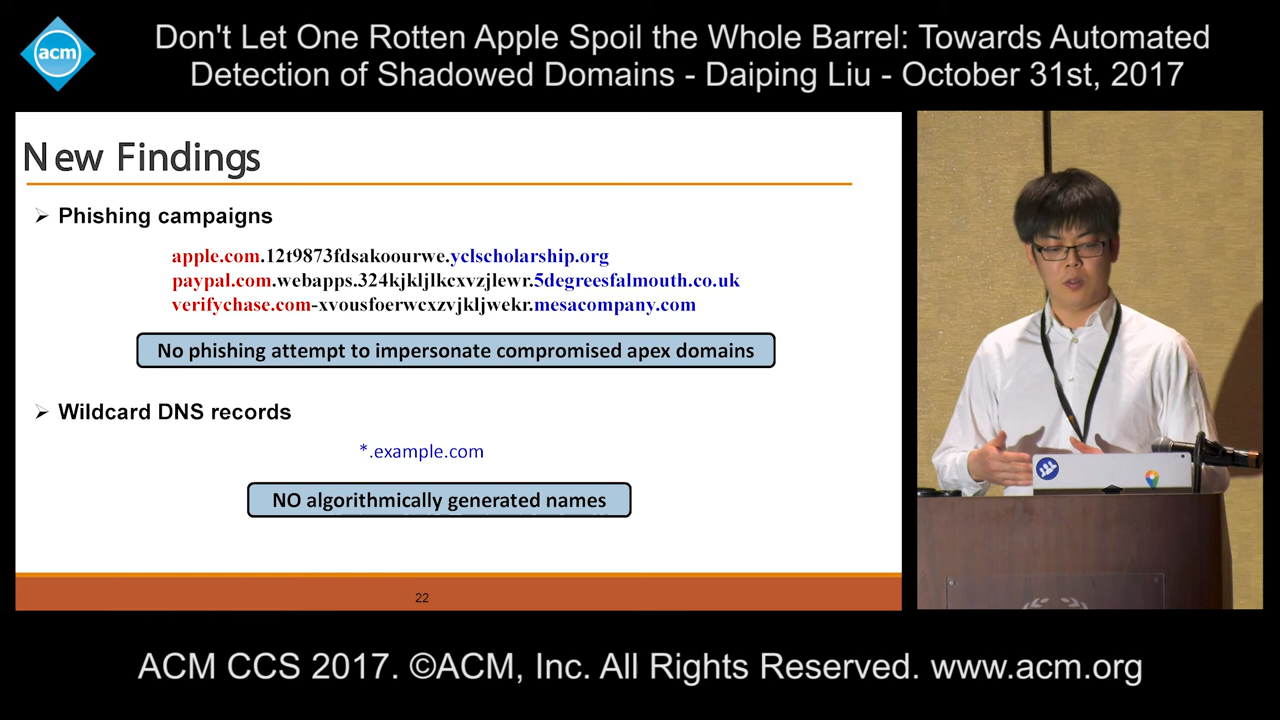 acm
Don't Let One Rotten Apple Spoil the Whole Barrel: Towards Automated
Detection of Shadowed Domains - Daiping Liu - October 31st, 2017
New Findings
➢ Phishing campaigns
apple.com.12t9873fdsakoourwe.yclscholarship.org
paypal.com.webapps.324kjkljlkcxvzjlewr.5degreesfalmouth.co.uk
verifychase.com-xvousfoerwcxzvjkljwekr.mesacompany.com
No phishing attempt to impersonate compromised apex domains
➢ Wildcard DNS records
*.example.com
NO algorithmically generated names
22
ACM CCS 2017. ©ACM, Inc. All Rights Reserved. www.acm.org